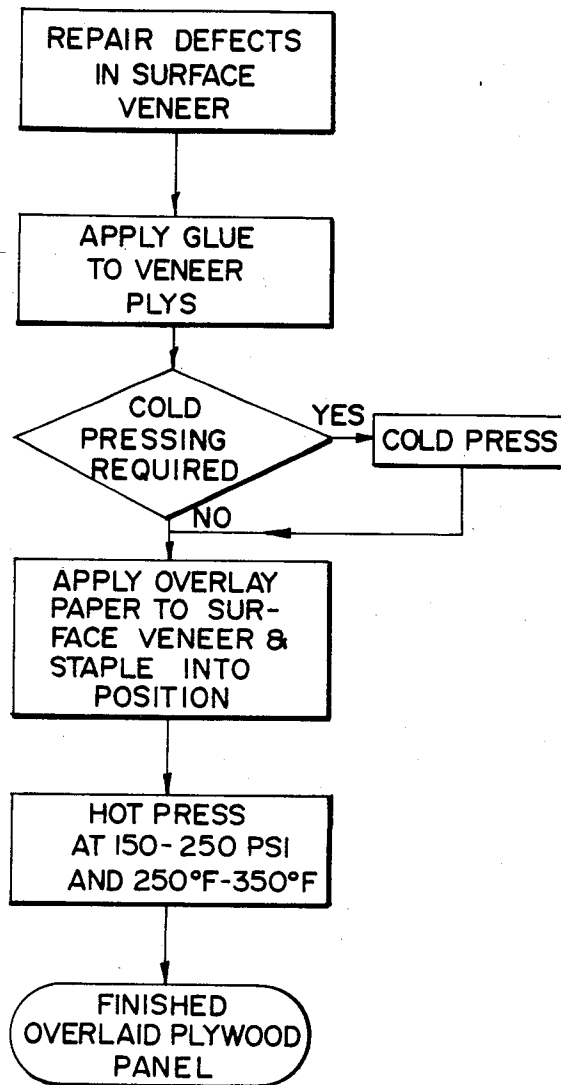 REPAIR DEFECTS
IN SURFACE
VENEER
APPLY GLUE
TO VENEER
PLYS
COLD
PRESSING
REQUIRED
YES
COLD PRESS
NO
APPLY OVERLAY
PAPER TO SUR-
FACE VENEER &
STAPLE INTO
POSITION
HOT PRESS
AT 150-250 PSI
AND 250°F-350°F
FINISHED
OVERLAID PLYWOOD
PANEL